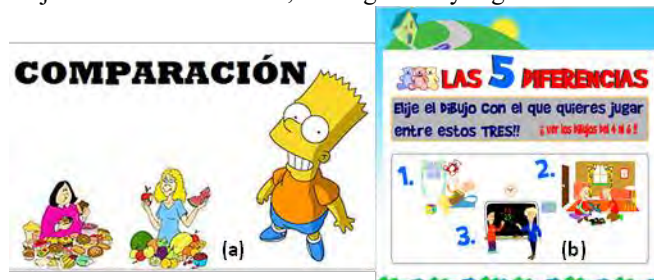 COMPARACIÓN
(a)
LAS 5 DIFERENCIAS
Elije el DiBujo con el que quieres jugar
entre estos TRES!! ¡¡ ver los DiBujos Del 4 al 6 !!
1.
2.
3.
(b)